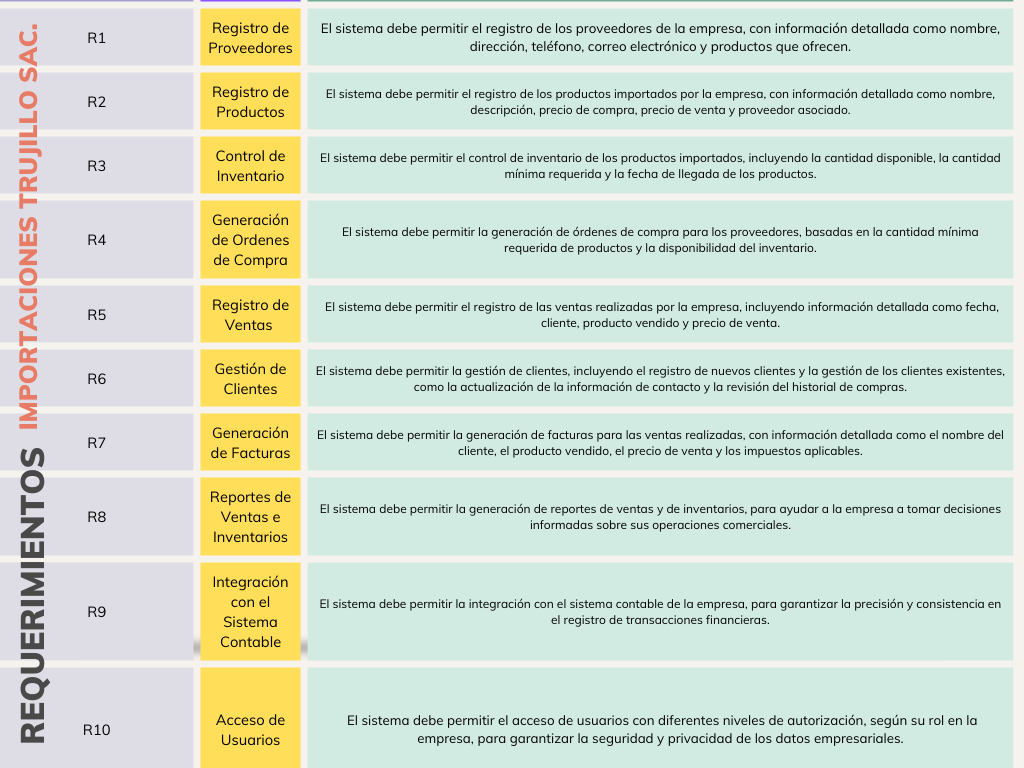 REQUERIMIENTOS IMPORTACIONES TRUJILLO SAC.
R1
Registro de
Proveedores
El sistema debe permitir el registro de los proveedores de la empresa, con información detallada como nombre,
dirección, teléfono, correo electrónico y productos que ofrecen.
R2
Registro de
Productos
El sistema debe permitir el registro de los productos importados por la empresa, con información detallada como nombre,
descripción, precio de compra, precio de venta y proveedor asociado.
R3
Control de
Inventario
El sistema debe permitir el control de inventario de los productos importados, incluyendo la cantidad disponible, la cantidad
mínima requerida y la fecha de llegada de los productos.
R4
Generación
de Ordenes
de Compra
El sistema debe permitir la generación de órdenes de compra para los proveedores, basadas en la cantidad mínima
requerida de productos y la disponibilidad del inventario.
R5
Registro de
Ventas
El sistema debe permitir el registro de las ventas realizadas por la empresa, incluyendo información detallada como fecha,
cliente, producto vendido y precio de venta.
R6
Gestión de
Clientes
El sistema debe permitir la gestión de clientes, incluyendo el registro de nuevos clientes y la gestión de los clientes existentes,
como la actualización de la información de contacto y la revisión del historial de compras.
R7
Generación
de Facturas
El sistema debe permitir la generación de facturas para las ventas realizadas, con información detallada como el nombre del
cliente, el producto vendido, el precio de venta y los impuestos aplicables.
R8
Reportes de
Ventas e
Inventarios
El sistema debe permitir la generación de reportes de ventas y de inventarios, para ayudar a la empresa a tomar decisiones
informadas sobre sus operaciones comerciales.
R9
Integración
con el
Sistema
Contable
El sistema debe permitir la integración con el sistema contable de la empresa, para garantizar la precisión y consistencia en
el registro de transacciones financieras.
R10
Acceso de
Usuarios
El sistema debe permitir el acceso de usuarios con diferentes niveles de autorización, según su rol en la
empresa, para garantizar la seguridad y privacidad de los datos empresariales.